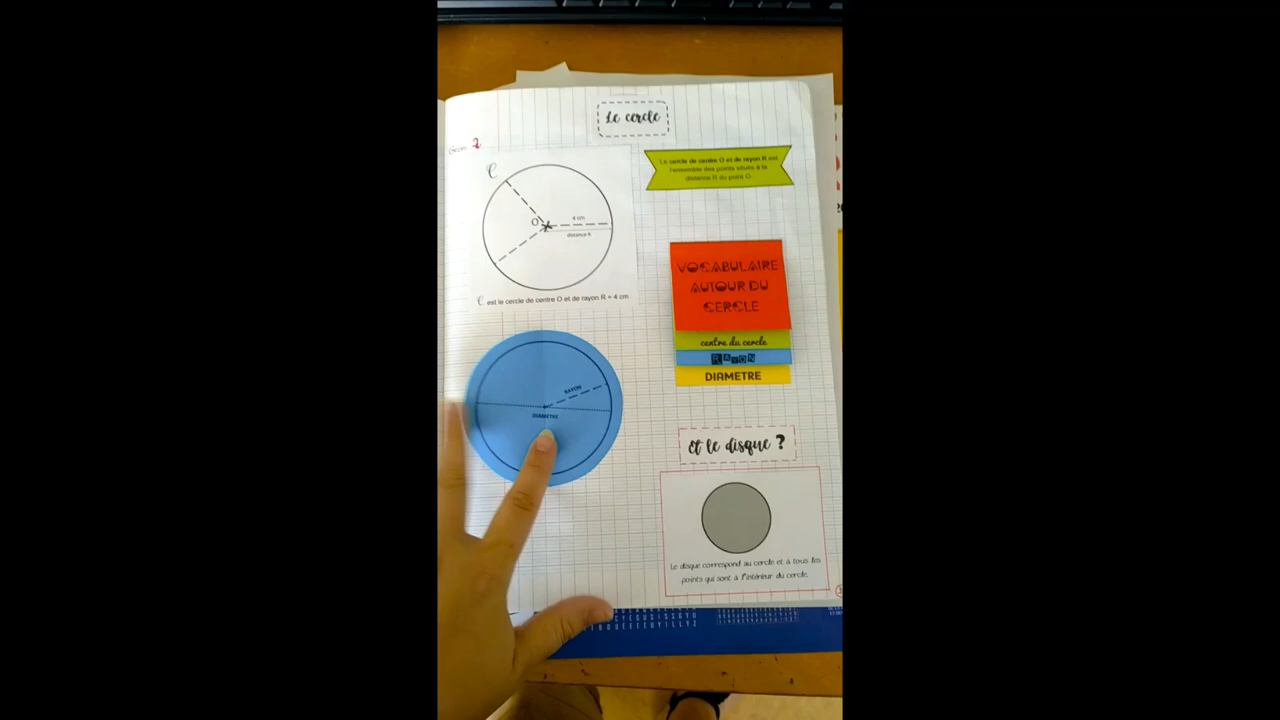 Le cercle
Géom 2
C
O
4 cm
distance R
C est le cercle de centre O et de rayon R = 4 cm
Le cercle de centre O et de rayon R est
l'ensemble des points situés à la
distance R du point O.
VOCABULAIRE
AUTOUR DU
CERCLE
centre du cercle
RAYON
DIAMETRE
RAYON
DIAMETRE
Et le disque ?
Le disque correspond au cercle et à tous les
points qui sont à l'intérieur du cercle.